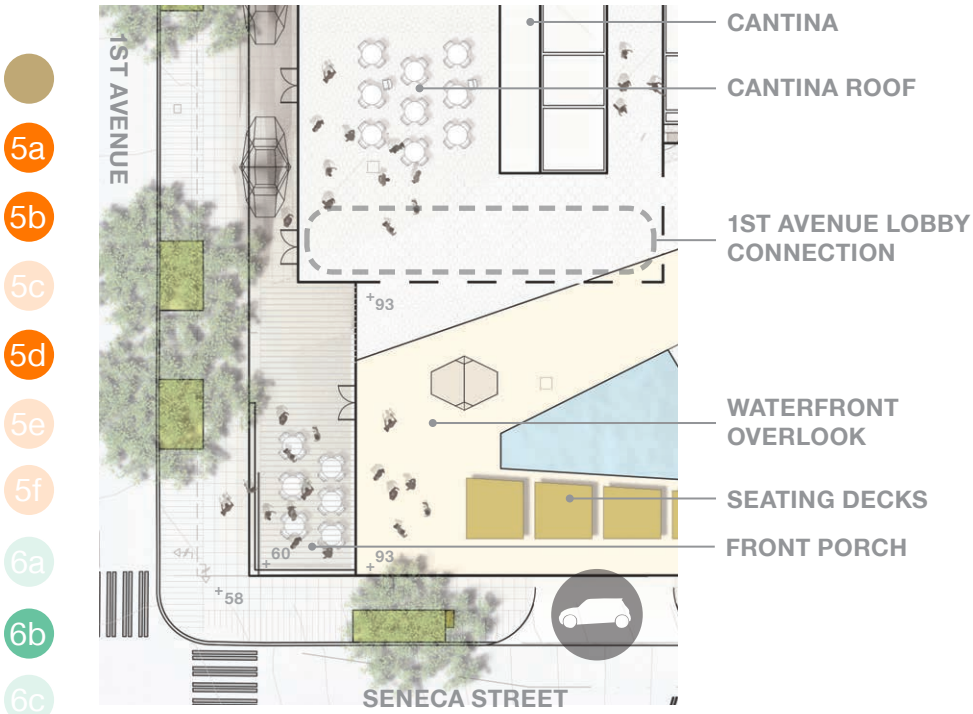 5a
5b
5c
5d
5e
5f
6a
6b
6c
1ST AVENUE
CANTINA
CANTINA ROOF
1ST AVENUE LOBBY
CONNECTION
+93
WATERFRONT
OVERLOOK
SEATING DECKS
FRONT PORCH
+60
+93
+58
SENECA STREET